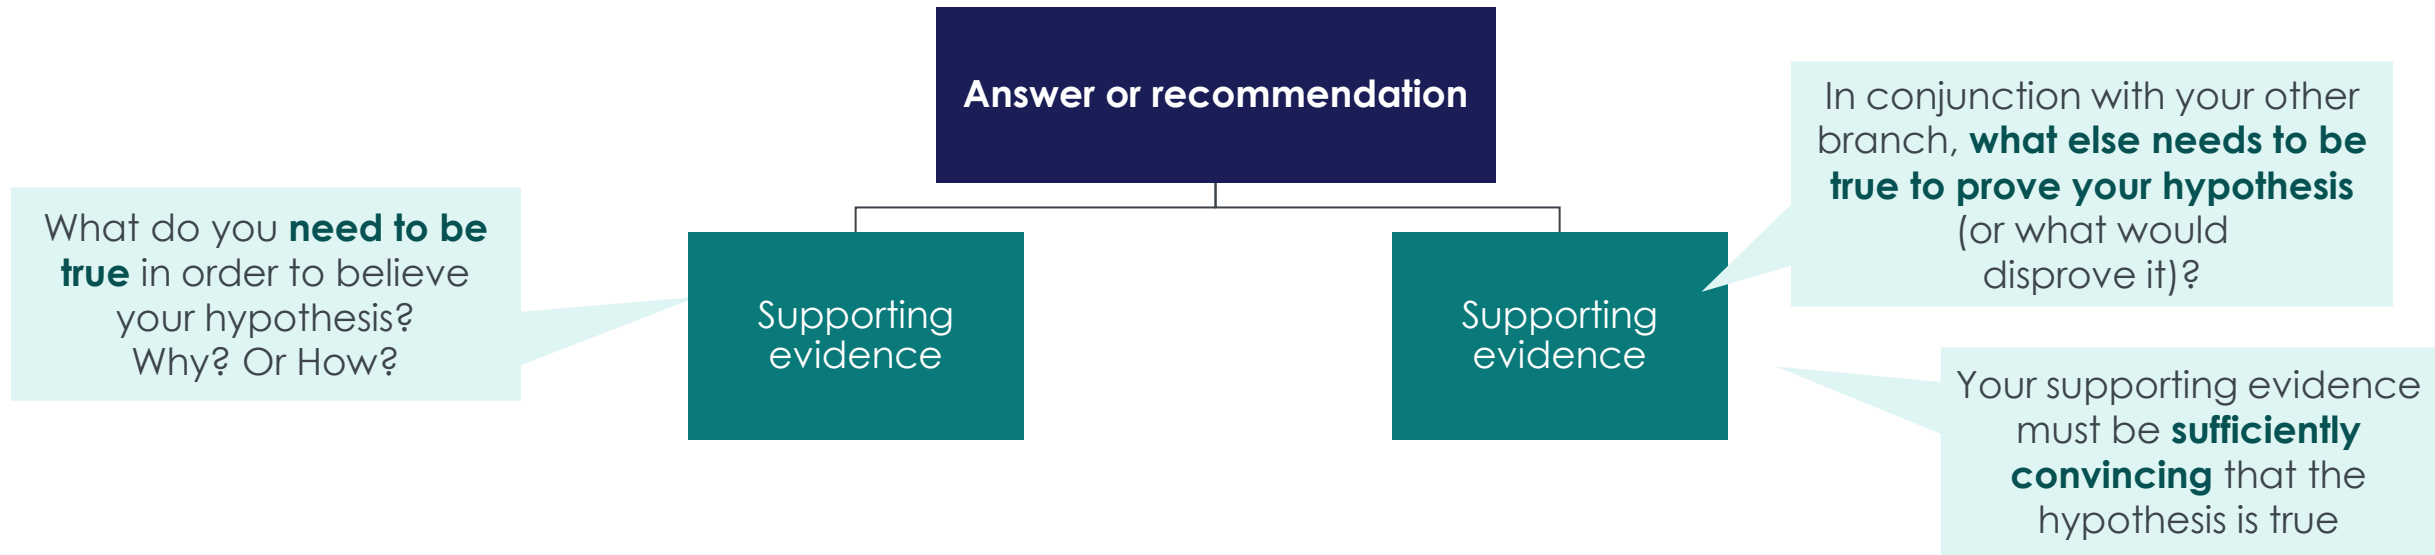 Answer or recommendation
In conjunction with your other
branch, what else needs to be
true to prove your hypothesis
(or what would
disprove it)?
What do you need to be
true in order to believe
your hypothesis?
Why? Or How?
Supporting
evidence
Supporting
evidence
Your supporting evidence
must be sufficiently
convincing that the
hypothesis is true